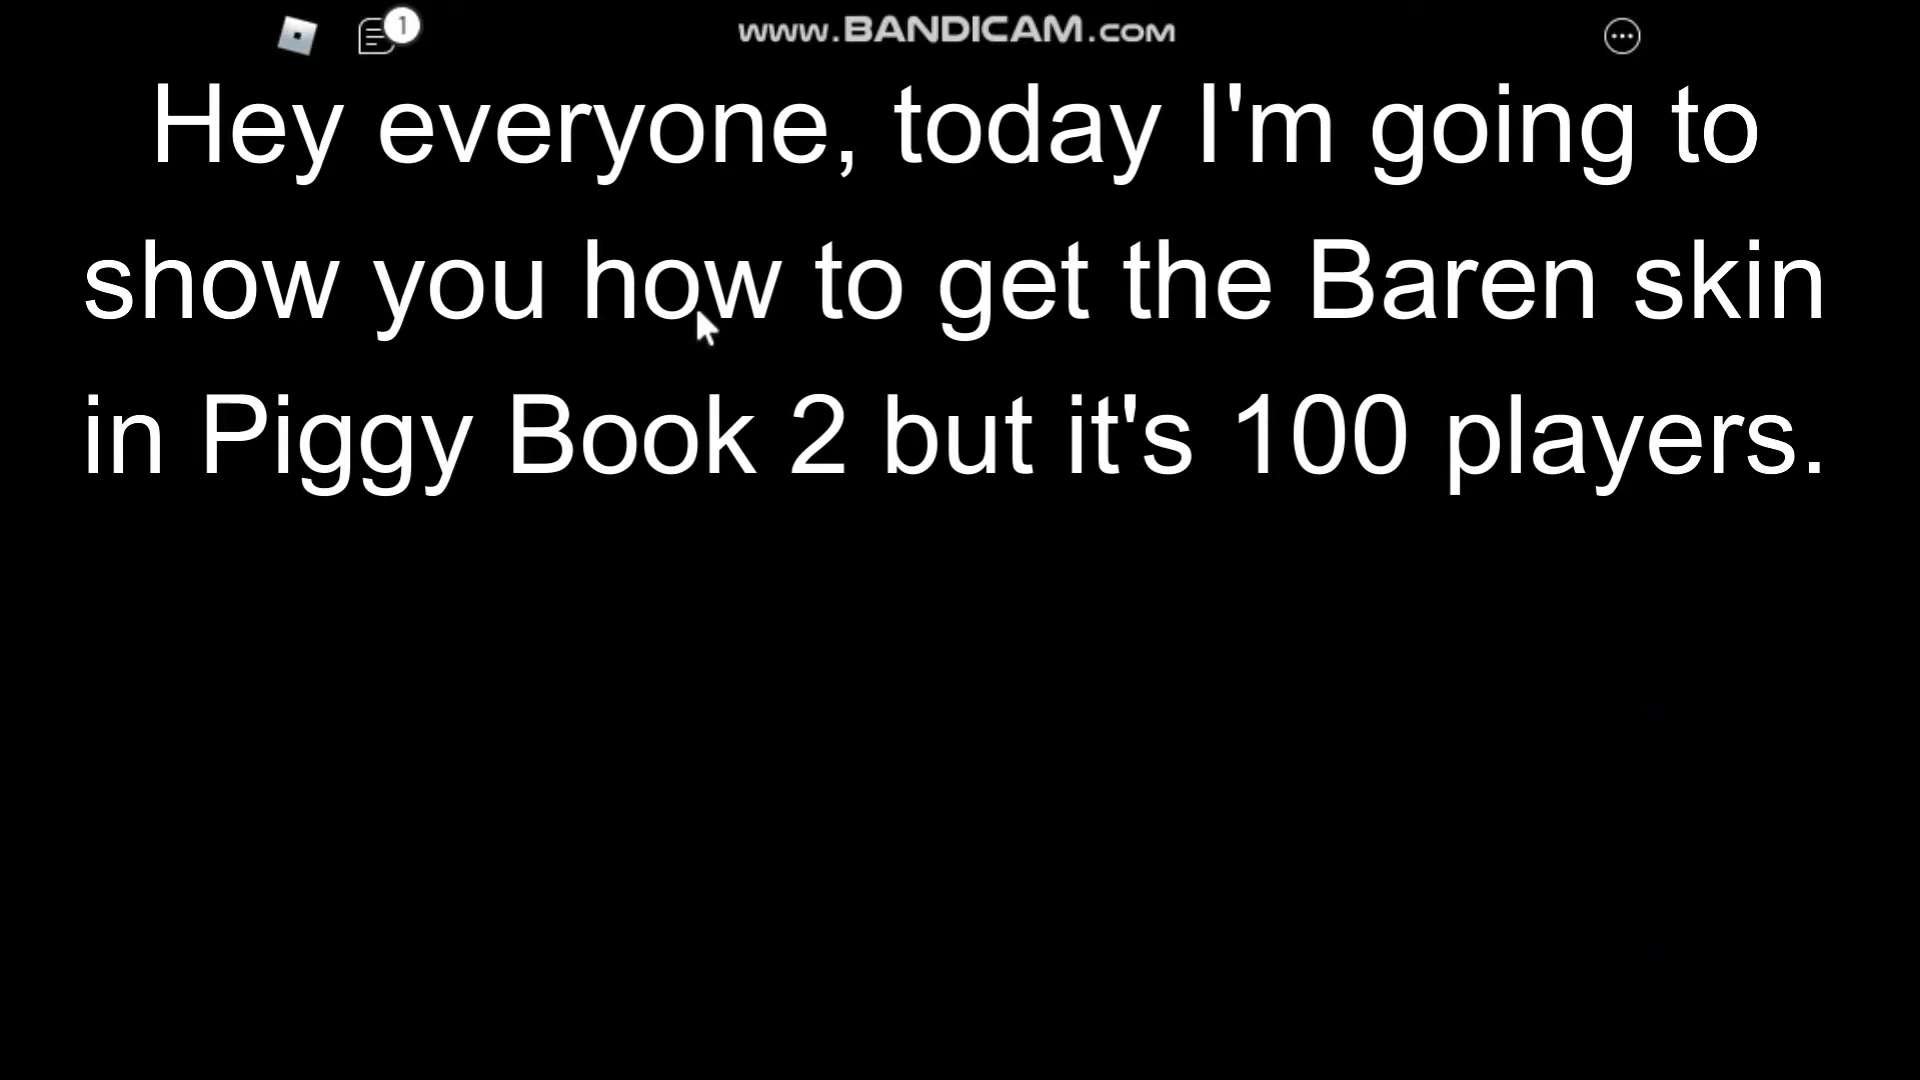 1
www.BANDICAM.com
Hey everyone, today I'm going to
show you how to get the Baren skin
in Piggy Book 2 but it's 100 players.